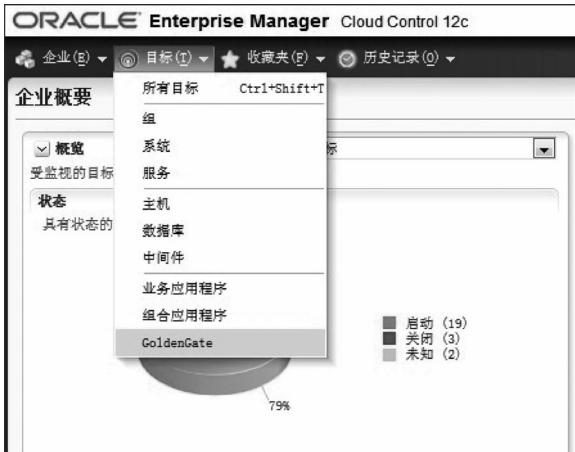 ORACLE Enterprise Manager Cloud Control 12c
企业(E) 目标(T) 收藏夹(F) 历史记录(O)
企业概要
所有目标 Ctrl+Shift+T
组
系统
服务
主机
数据库
中间件
业务应用程序
组合应用程序
GoldenGate
概览
标
受监视的目标
状态
具有状态的
启动 (19)
关闭 (3)
未知 (2)
79%